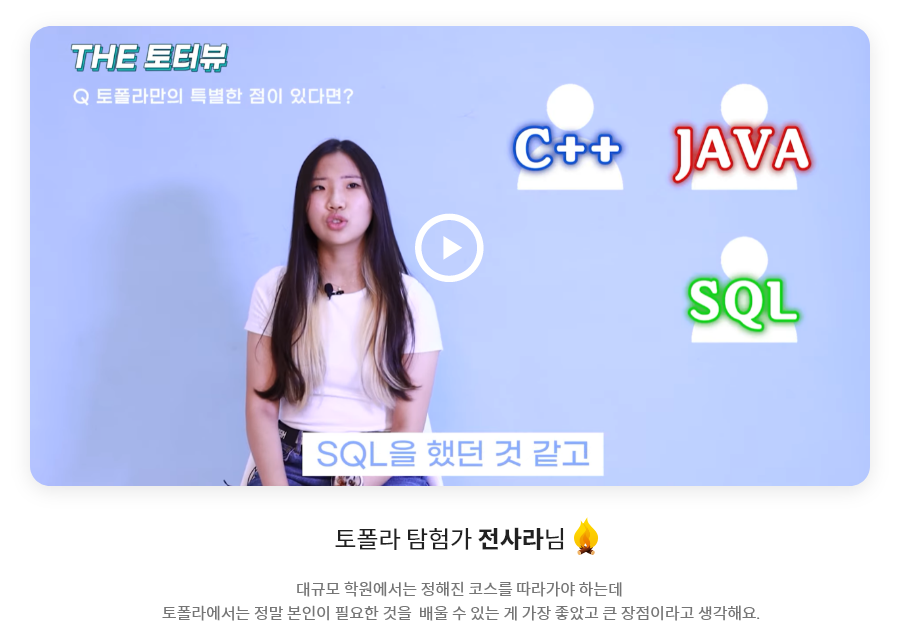 THE 토터뷰
Q 토폴라만의 특별한 점이 있다면?
C++
JAVA
SQL
SQL을 했던 것 같고
토폴라 탐험가 전사라님
대규모 학원에서는 정해진 코스를 따라가야 하는데
토폴라에서는 정말 본인이 필요한 것을 배울 수 있는 게 가장 좋았고 큰 장점이라고 생각해요.